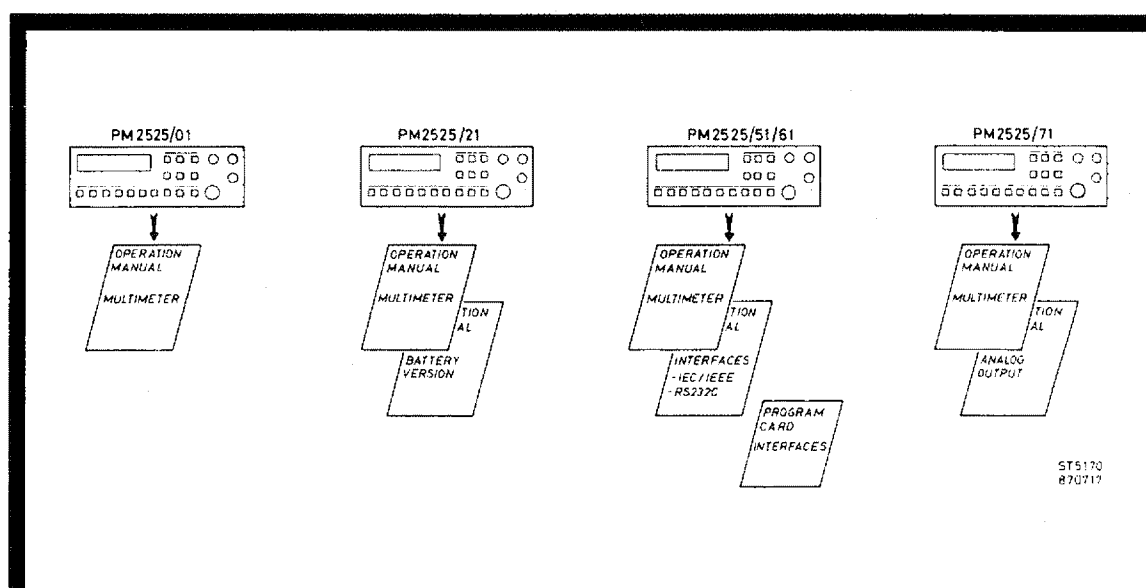 PM2525/01
OPERATION
MANUAL
MULTIMETER
PM2525/21
OPERATION
MANUAL
MULTIMETER
TION
AL
BATTERY
VERSION
PM2525/51/61
OPERATION
MANUAL
MULTIMETER
TION
AL
INTERFACES
-IEC/IEEE
-RS232C
PROGRAM
CARD
INTERFACES
PM2525/71
OPERATION
MANUAL
MULTIMETER
TION
AL
ANALOG
OUTPUT
ST5170
870717